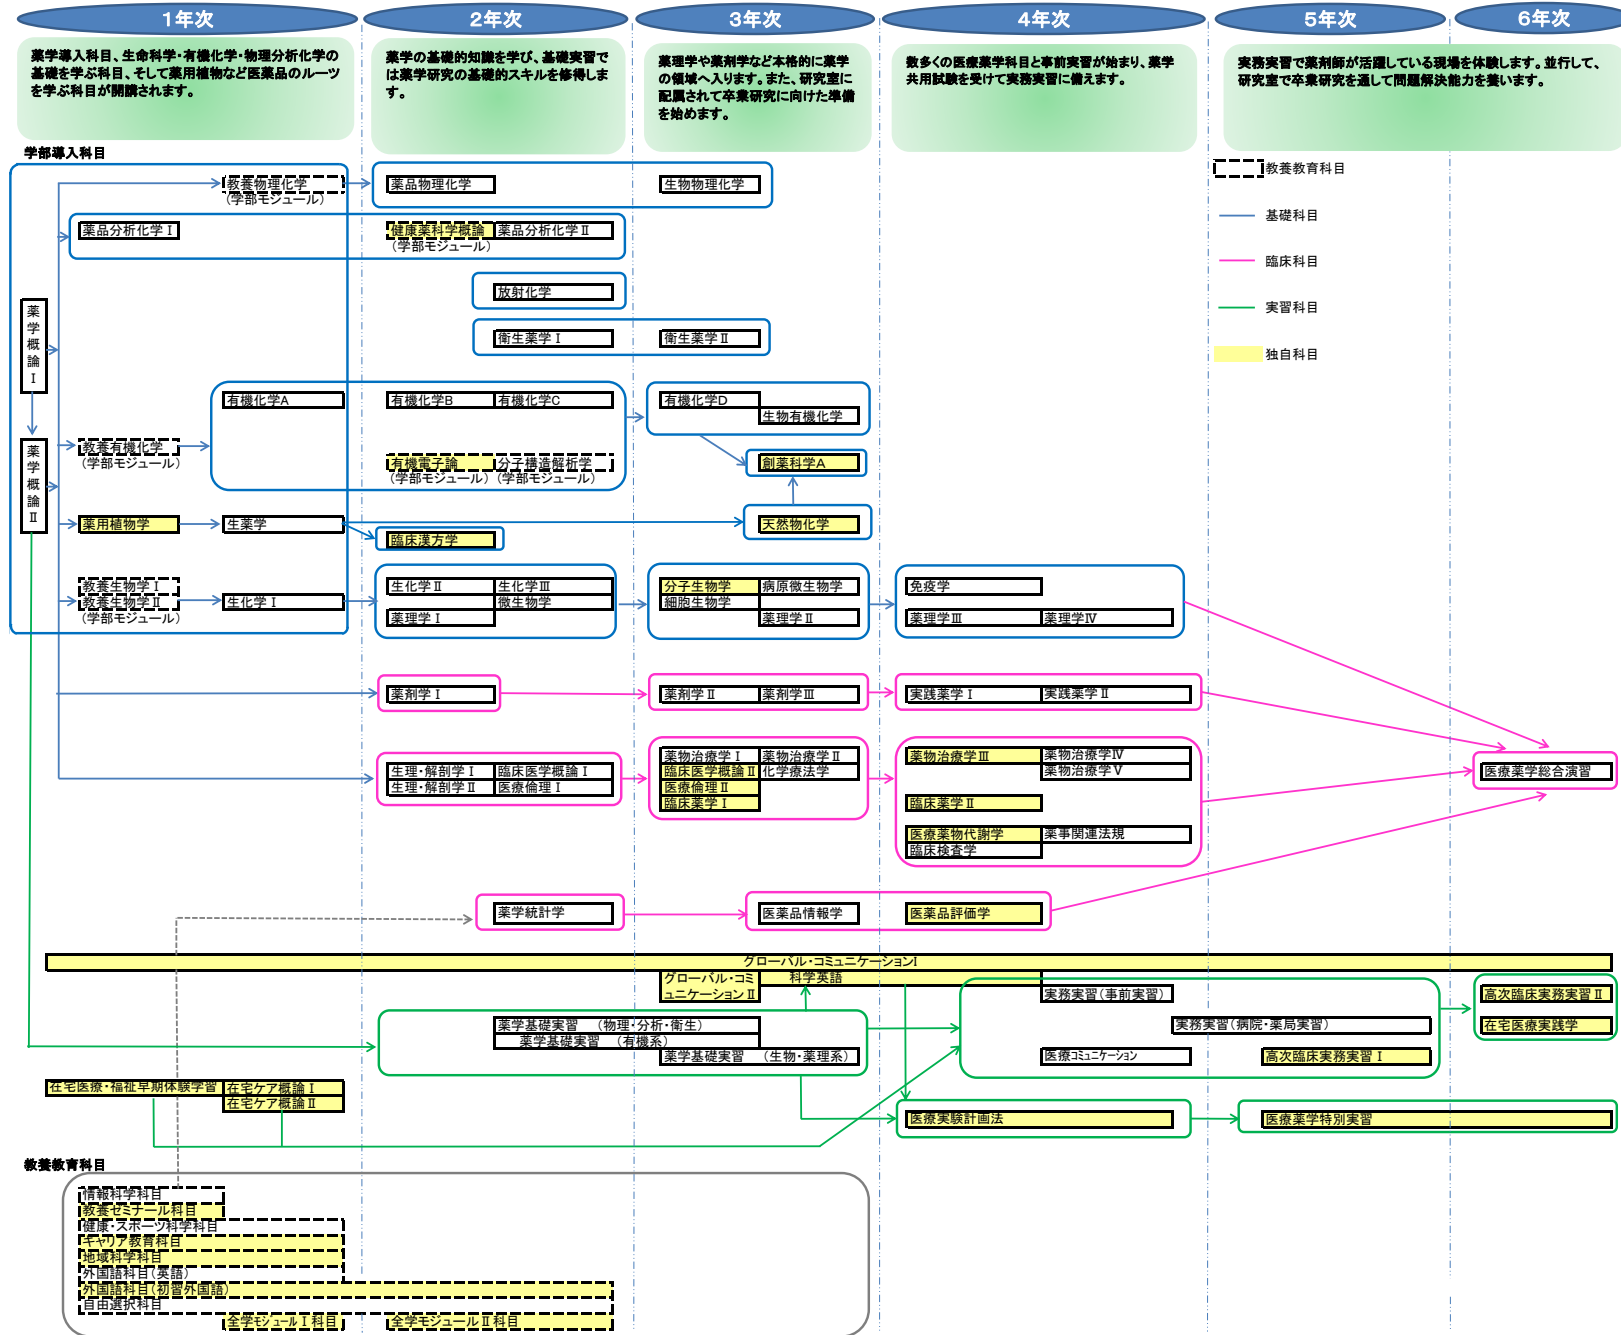 1年次
2年次
3年次
4年次
5年次
6年次
薬学導入科目、生命科学・有機化学・物理分析化学の
基礎を学ぶ科目、そして薬用植物など医薬品のルーツ
を学ぶ科目が開講されます。
薬学の基礎的知識を学び、基礎実習で
は薬学研究の基礎的スキルを修得しま
す。
薬理学や薬剤学など本格的に薬学
の領域へ入ります。また、研究室に
配属されて卒業研究に向けた準備
を始めます。
数多くの医療薬学科目と事前実習が始まり、薬学
共用試験を受けて実務実習に備えます。
実務実習で薬剤師が活躍している現場を体験します。並行して、
研究室で卒業研究を通して問題解決能力を養います。
学部導入科目
教養教育科目
基礎科目
臨床科目
実習科目
独自科目
教養物理化学
(学部モジュール)
薬品物理化学
生物物理化学
薬品分析化学Ⅰ
健康薬科学概論
(学部モジュール)
薬品分析化学Ⅱ
放射化学
衛生薬学Ⅰ
衛生薬学Ⅱ
薬学概論Ⅰ
薬学概論Ⅱ
有機化学A
有機化学B
有機化学C
有機化学D
生物有機化学
教養有機化学
(学部モジュール)
有機電子論
(学部モジュール)
分子構造解析学
(学部モジュール)
創薬科学A
薬用植物学
生薬学
天然物化学
臨床漢方学
教養生物学Ⅰ
教養生物学Ⅱ
(学部モジュール)
生化学Ⅰ
生化学Ⅱ
生化学Ⅲ
微生物学
薬理学Ⅰ
分子生物学
病原微生物学
細胞生物学
薬理学Ⅱ
免疫学
薬理学Ⅲ
薬理学Ⅳ
薬剤学Ⅰ
薬剤学Ⅱ
薬剤学Ⅲ
実践薬学Ⅰ
実践薬学Ⅱ
生理・解剖学Ⅰ
臨床医学概論Ⅰ
生理・解剖学Ⅱ
医療倫理Ⅰ
薬物治療学Ⅰ
薬物治療学Ⅱ
臨床医学概論Ⅱ
化学療法学
医療倫理Ⅱ
臨床薬学Ⅰ
薬物治療学Ⅲ
薬物治療学Ⅳ
薬物治療学Ⅴ
臨床薬学Ⅱ
医療薬物代謝学
薬事関連法規
臨床検査学
医療薬学総合演習
薬学統計学
医薬品情報学
医薬品評価学
グローバル・コミュニケーションⅠ
グローバル・コミ
ュニケーションⅡ
科学英語
実務実習(事前実習)
高次臨床実務実習Ⅱ
薬学基礎実習 (物理・分析・衛生)
薬学基礎実習 (有機系)
薬学基礎実習 (生物・薬理系)
実務実習(病院・薬局実習)
在宅医療実践学
医療コミュニケーション
高次臨床実務実習Ⅰ
在宅医療・福祉早期体験学習
在宅ケア概論Ⅰ
在宅ケア概論Ⅱ
医療実験計画法
医療薬学特別実習
教養教育科目
情報科学科目
教養ゼミナール科目
健康・スポーツ科学科目
キャリア教育科目
地域科学科目
外国語科目(英語)
外国語科目(初習外国語)
自由選択科目
全学モジュールⅠ科目
全学モジュールⅡ科目